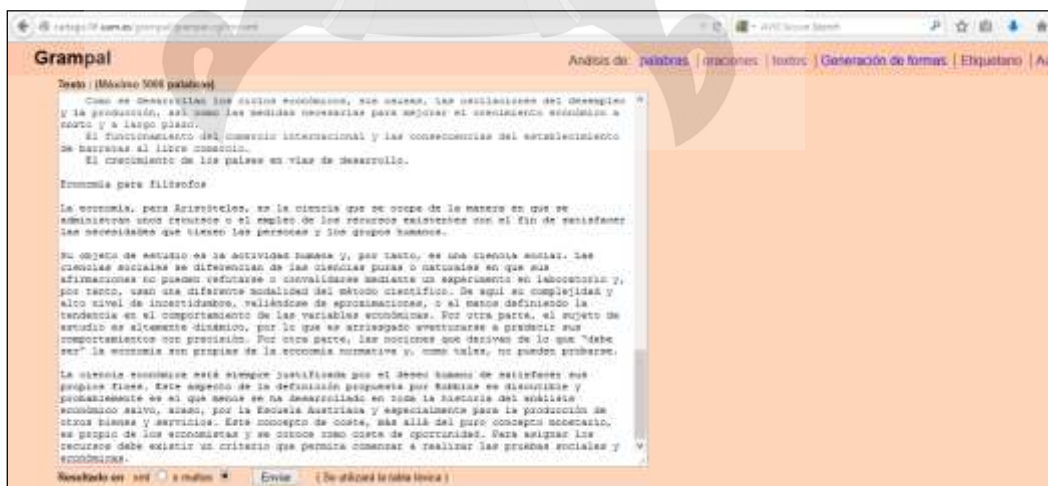 cartago.lllf.uam.es/grampal/grampal.cgi
AVG Secure Search
Grampal
Análisis de: palabras | oraciones | textos | Generación de formas | Etiquetario |
Texto : (Máximo 5000 palabras)
Como se desarrollan los ciclos económicos, sus causas, las oscilaciones del desempleo
y la producción, así como las medidas necesarias para mejorar el crecimiento económico a
corto y a largo plazo.
El funcionamiento del comercio internacional y las consecuencias del establecimiento
de barreras al libre comercio.
El crecimiento de los países en vías de desarrollo.
Economía para filósofos
La economía, para Aristóteles, es la ciencia que se ocupa de la manera en que se
administran unos recursos o el empleo de los recursos existentes con el fin de satisfacer
las necesidades que tienen las personas y los grupos humanos.
Su objeto de estudio es la actividad humana y, por tanto, es una ciencia social. Las
ciencias sociales se diferencian de las ciencias puras o naturales en que sus
afirmaciones no pueden refutarse o convalidarse mediante un experimento en laboratorio y,
por tanto, usan una diferente modalidad del método científico. De aquí su complejidad y
alto nivel de incertidumbre, valiéndose de aproximaciones, o al menos definiendo la
tendencia en el comportamiento de las variables económicas. Por otra parte, el sujeto de
estudio es altamente dinámico, por lo que es arriesgado aventurarse a predecir sus
comportamientos con precisión. Por otra parte, las nociones que derivan de lo que "debe
ser" la economía son propias de la economía normativa y, como tales, no pueden probarse.
La ciencia económica está siempre justificada por el deseo humano de satisfacer sus
propios fines. Este aspecto de la definición propuesta por Robbins es discutible y
probablemente es el que menos se ha desarrollado en toda la historia del análisis
económico salvo, acaso, por la Escuela Austriaca y especialmente para la producción de
otros bienes y servicios. Este concepto de coste, más allá del puro concepto monetario,
es propio de los economistas y se conoce como coste de oportunidad. Para asignar los
recursos debe existir un criterio que permita comenzar a realizar las pruebas sociales y
económicas.
Resultado en xml o multex Enviar ( Se utilizará la tabla léxica )